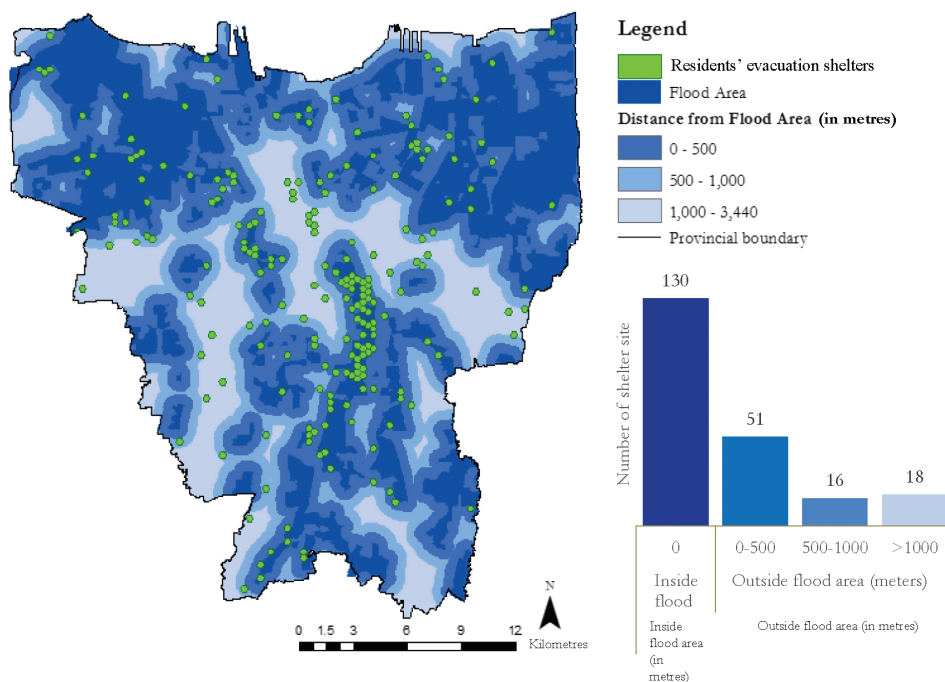 Legend
Residents' evacuation shelters
Flood Area
Distance from Flood Area (in metres)
0 - 500
500 - 1,000
1,000 - 3,440
Provincial boundary
130
51
16
18
Number of shelter site
0
0-500
500-1000
>1000
Inside
flood
Outside flood area (meters)
Inside
flood area
(in
metres)
Outside flood area (in metres)
N
0 1.5 3 6 9 12
Kilometres